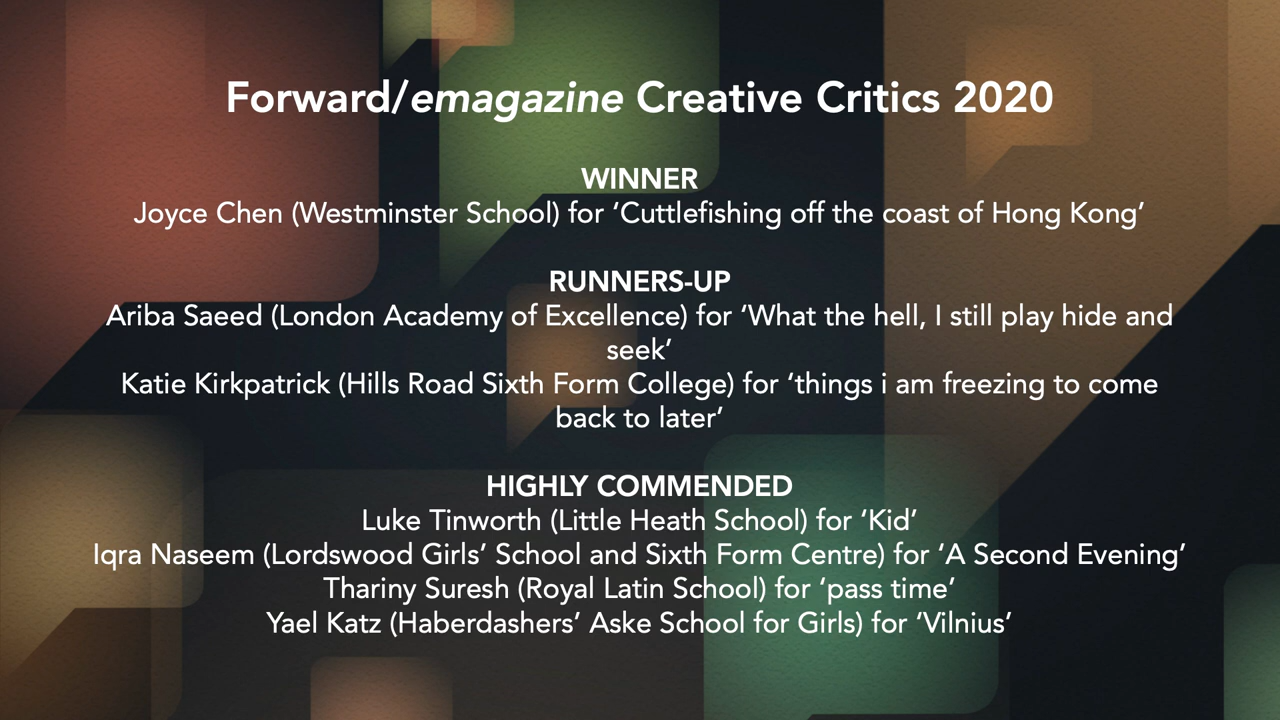 Forward/emagazine Creative Critics 2020
WINNER
Joyce Chen (Westminster School) for ‘Cuttlefishing off the coast of Hong Kong’
RUNNERS-UP
Ariba Saeed (London Academy of Excellence) for ‘What the hell, I still play hide and
seek’
Katie Kirkpatrick (Hills Road Sixth Form College) for ‘things i am freezing to come
back to later’
HIGHLY COMMENDED
Luke Tinworth (Little Heath School) for ‘Kid’
Iqra Naseem (Lordswood Girls’ School and Sixth Form Centre) for ‘A Second Evening’
Thariny Suresh (Royal Latin School) for ‘pass time’
Yael Katz (Haberdashers’ Aske School for Girls) for ‘Vilnius’